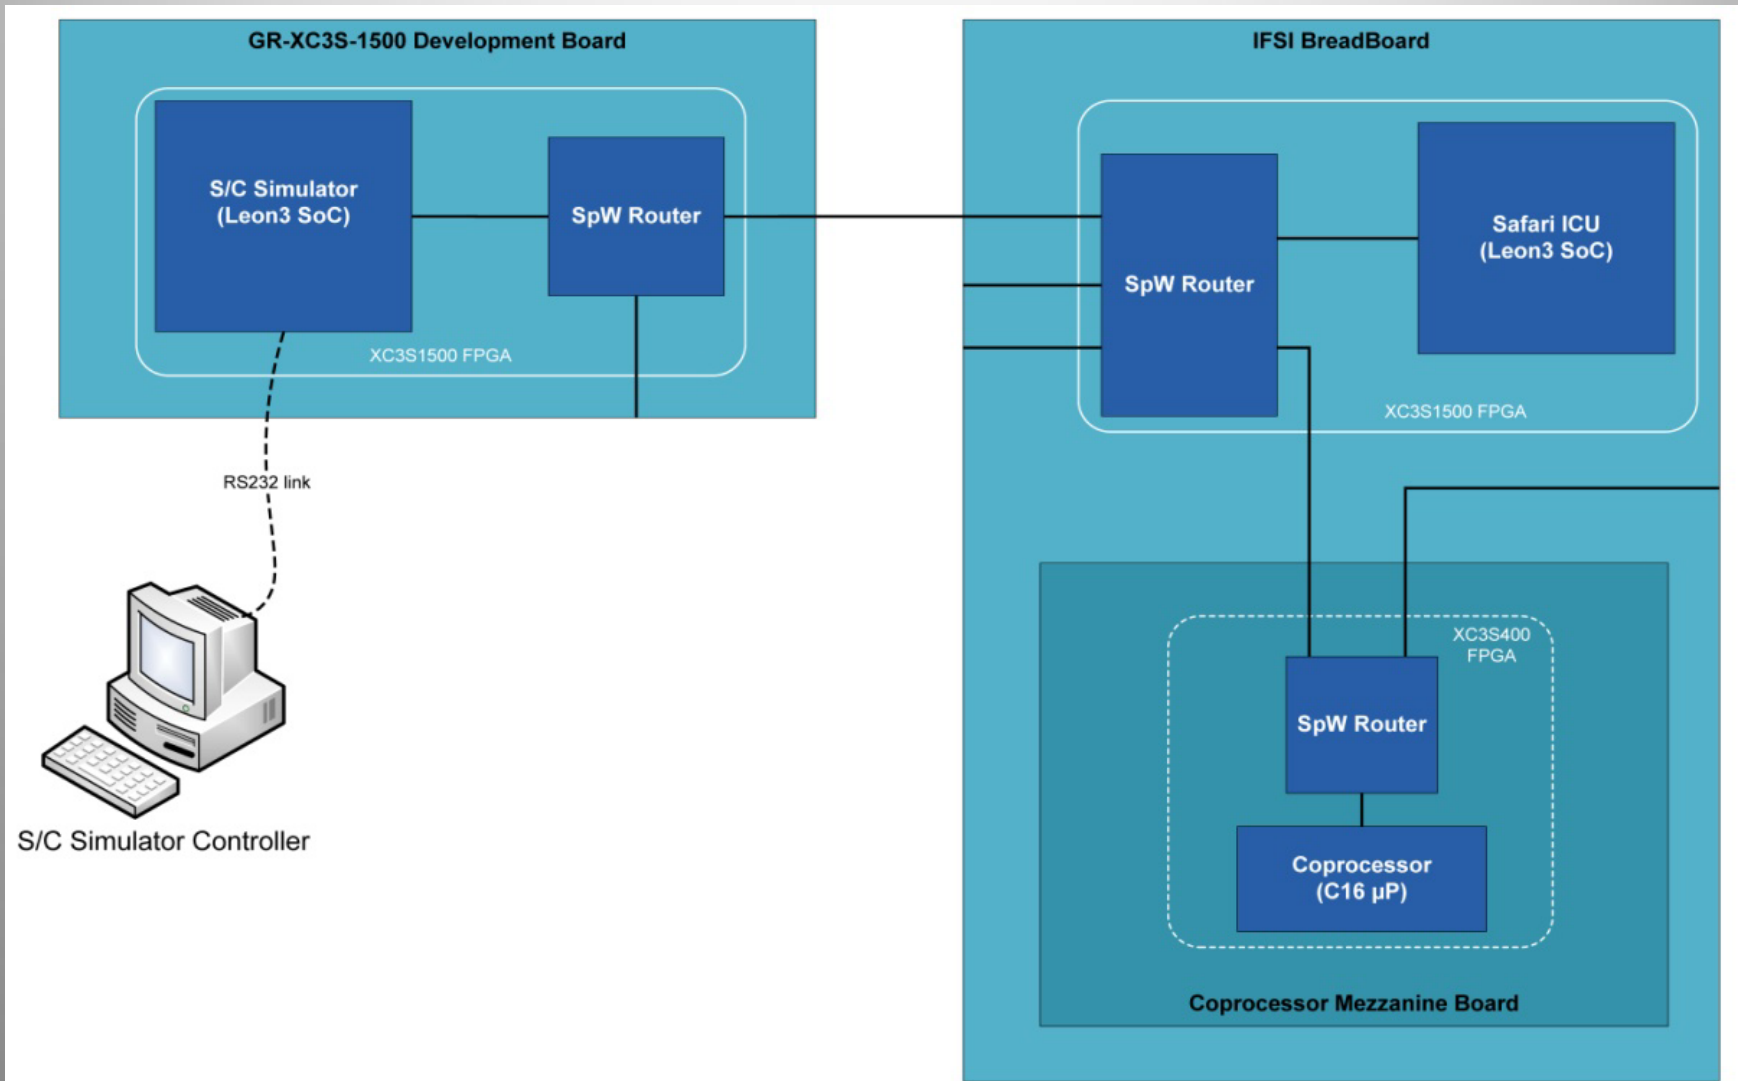 GR-XC3S-1500 Development Board
S/C Simulator
(Leon3 SoC)
SpW Router
XC3S1500 FPGA
RS232 link
S/C Simulator Controller
IFSI BreadBoard
SpW Router
Safari ICU
(Leon3 SoC)
XC3S1500 FPGA
XC3S400
FPGA
SpW Router
Coprocessor
(C16 µP)
Coprocessor Mezzanine Board